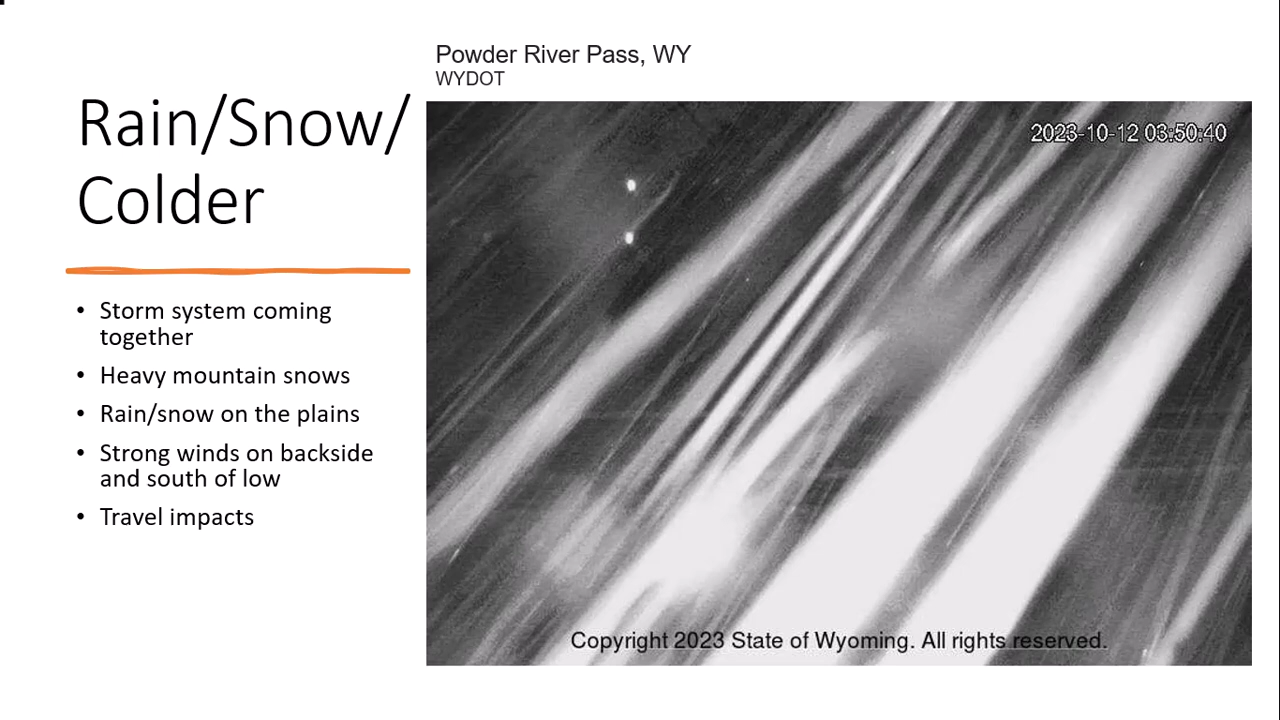 Rain/Snow/
Colder
Storm system coming
together
Heavy mountain snows
Rain/snow on the plains
Strong winds on backside
and south of low
Travel impacts
Powder River Pass, WY
WYDOT
2023-10-12 03:50:40
Copyright 2023 State of Wyoming. All rights reserved.